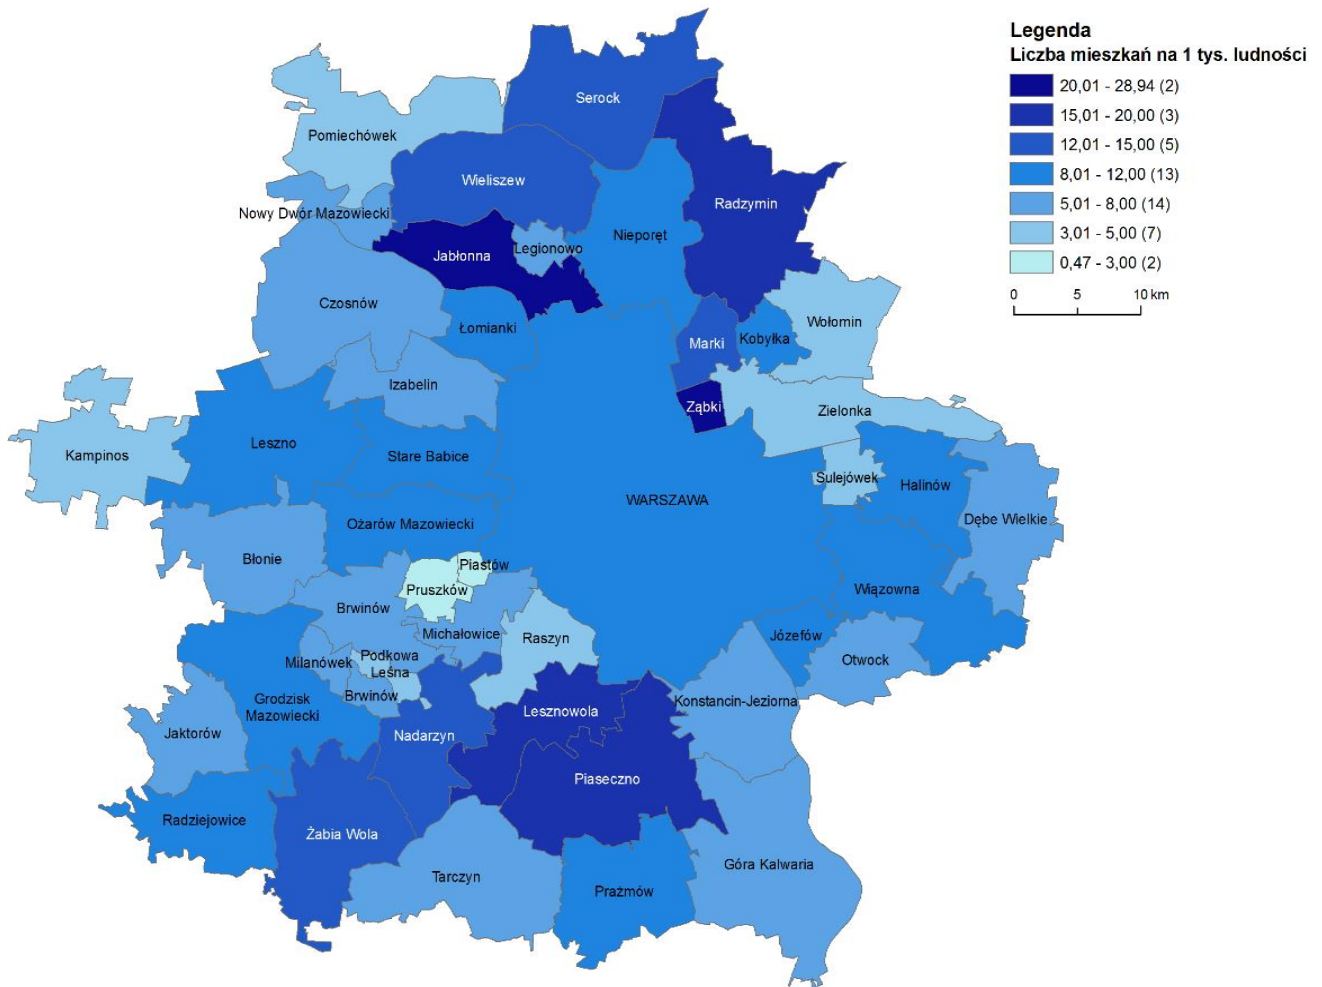 Legenda
Liczba mieszkań na 1 tys. ludności
20,01 - 28,94 (2)
15,01 - 20,00 (3)
12,01 - 15,00 (5)
8,01 - 12,00 (13)
5,01 - 8,00 (14)
3,01 - 5,00 (7)
0,47 - 3,00 (2)
0 5 10 km
Serock
Pomiechówek
Wieliszew
Radzymin
Nowy Dwór Mazowiecki
Nieporęt
Legionowo
Jabłonna
Czosnów
Wołomin
Łomianki
Kobyłka
Marki
Izabelin
Ząbki
Zielonka
Leszno
Kampinos
Stare Babice
Sulejówek
Halinów
WARSZAWA
Dębe Wielkie
Ożarów Mazowiecki
Błonie
Piastów
Pruszków
Wiązowna
Brwinów
Michałowice
Raszyn
Józefów
Milanówek
Podkowa
Leśna
Otwock
Brwinów
Grodzisk
Mazowiecki
Konstancin-Jeziorna
Lesznowola
Jaktorów
Nadarzyn
Piaseczno
Radziejowice
Żabia Wola
Góra Kalwaria
Tarczyn
Prażmów